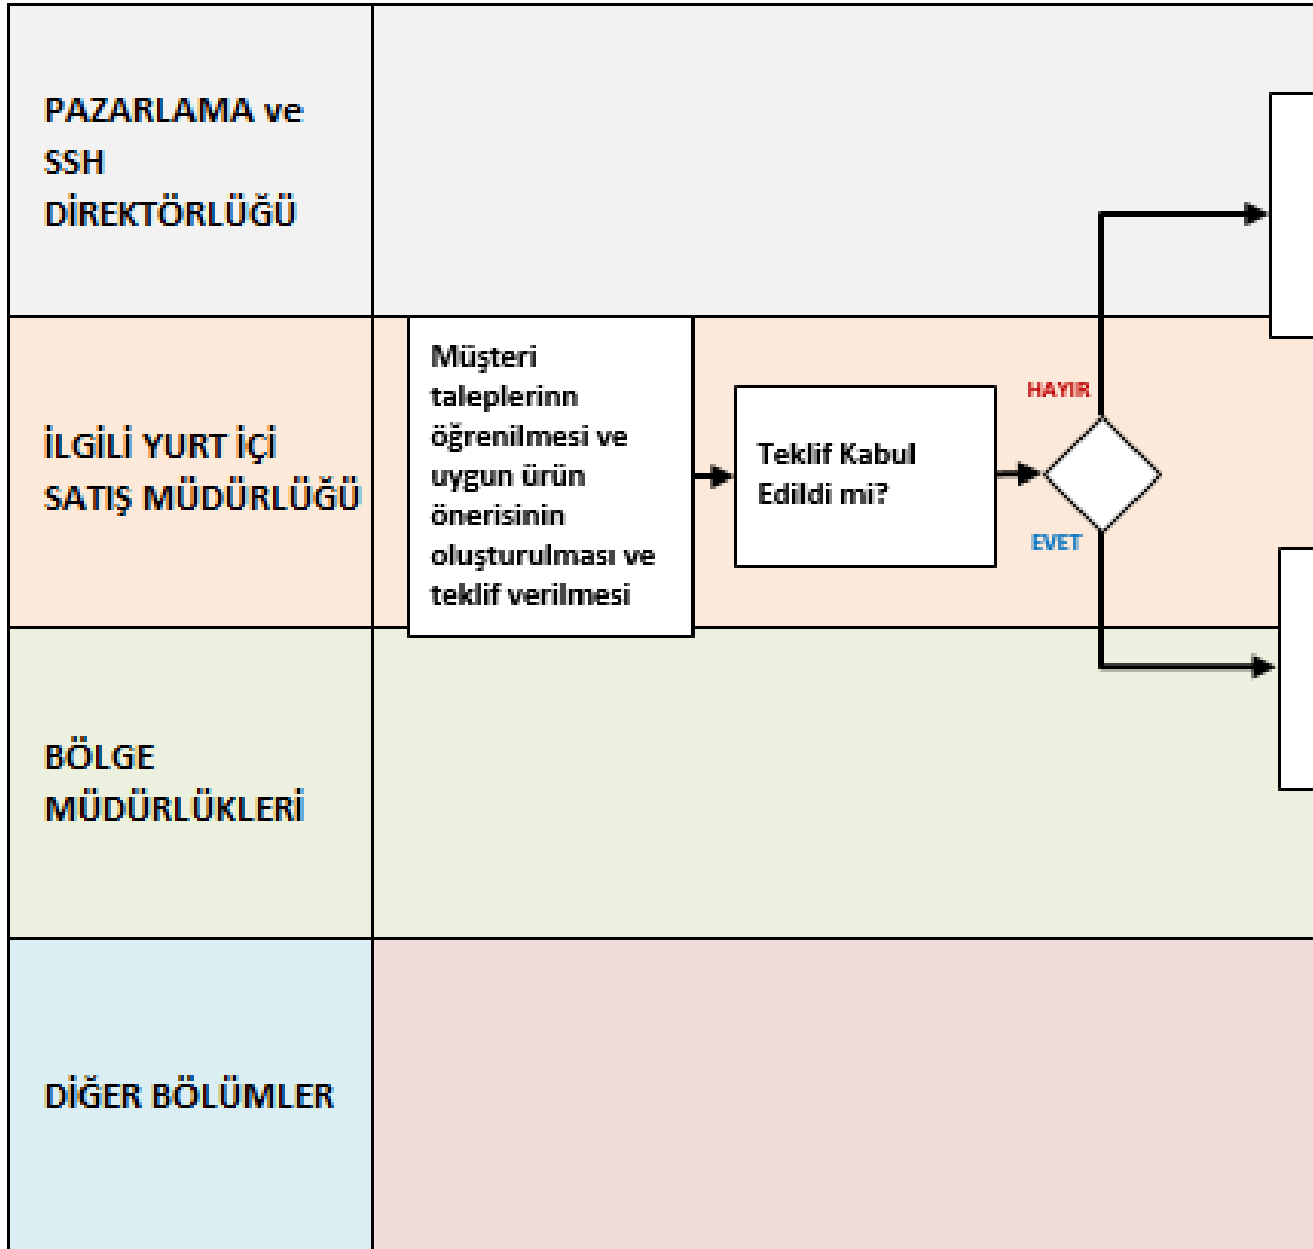 PAZARLAMA ve
SSH
DİREKTÖRLÜĞÜ
İLGİLİ YURT İÇİ
SATIŞ MÜDÜRLÜĞÜ
Müşteri
taleplerinn
öğrenilmesi ve
uygun ürün
önerisinin
oluşturulması ve
teklif verilmesi
Teklif Kabul
Edildi mi?
HAYIR
EVET
BÖLGE
MÜDÜRLÜKLERİ
DİĞER BÖLÜMLER